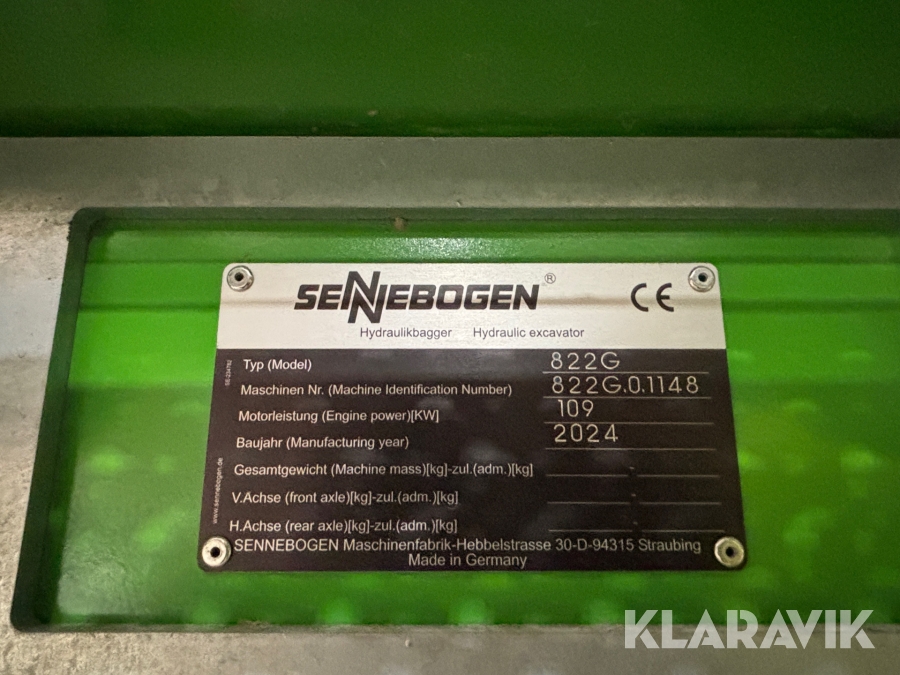 SENNEBOGEN ® CE
Hydraulikbagger Hydraulic excavator
Typ (Model) 822G
Maschinen Nr. (Machine Identification Number) 822G.0.1148
Motorleistung (Engine power)[KW] 109
Baujahr (Manufacturing year) 2024
Gesamtgewicht (Machine mass)[kg]-zul.(adm.)[kg] -
V.Achse (front axle)[kg]-zul.(adm.)[kg] -
H.Achse (rear axle)[kg]-zul.(adm.)[kg] -
SENNEBOGEN Maschinenfabrik-Hebbelstrasse 30-D-94315 Straubing
Made in Germany
www.sennebogen.de
KLARAVIK